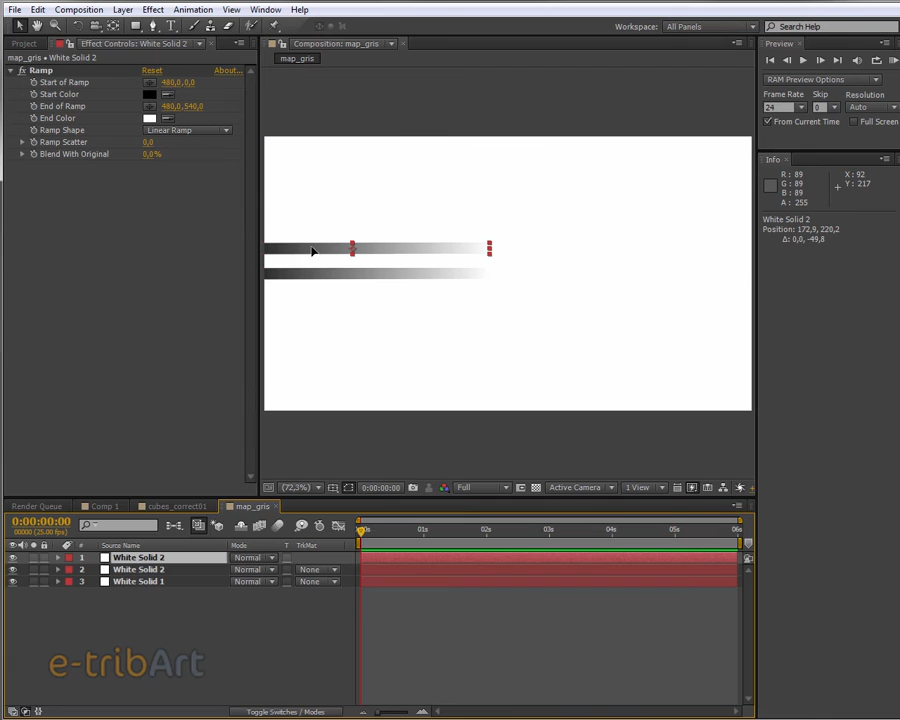 File Edit Composition Layer Effect Animation View Window Help
Workspace: All Panels Search Help
Project Effect Controls: White Solid 2 Composition: map_gris Preview
map_gris • White Solid 2 map_gris
fx Ramp Reset About...
Start of Ramp 480,0,0,0
Start Color
End of Ramp 480,0,540,0
End Color
Ramp Shape Linear Ramp
Ramp Scatter 0,0
Blend With Original 0,0%
RAM Preview Options
Frame Rate Skip Resolution
24 0 Auto
From Current Time Full Screen
Info
R : 89 X : 92
G : 89 Y : 217
B : 89
A : 255
White Solid 2
Position: 172,9, 220,2
Δ: 0,0, -49,8
(72,3%) 0:00:00:00 Full Active Camera 1 View
Render Queue Comp 1 cubes_correct01 map_gris
0:00:00:00
00000 (25.00 fps)
01s 02s 03s 04s 05s 06s
# Source Name Mode T TrkMat
1 White Solid 2 Normal
2 White Solid 2 Normal None
3 White Solid 1 Normal None
e-tribArt
Toggle Switches / Modes